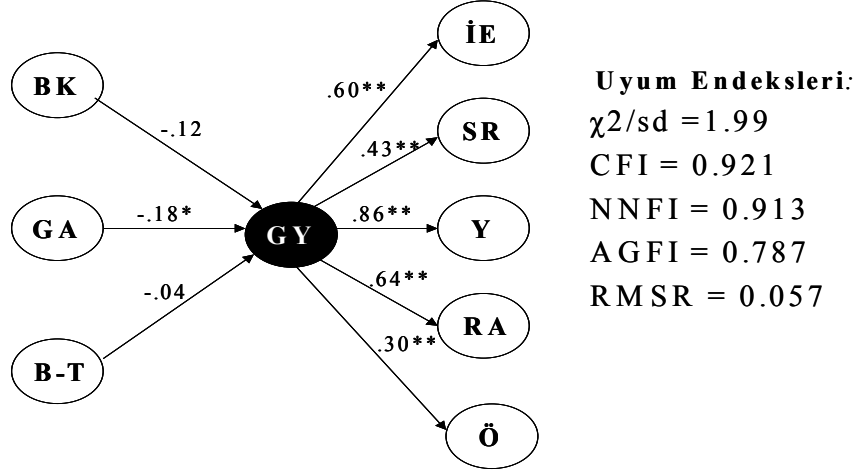 BK
GA
B-T
-.12
-.18*
-.04
GY
.60**
.43**
.86**
.64**
.30**
İE
SR
Y
RA
Ö
Uyum Endeksleri:
χ2/sd =1.99
CFI = 0.921
NNFI = 0.913
AGFI = 0.787
RMSR = 0.057